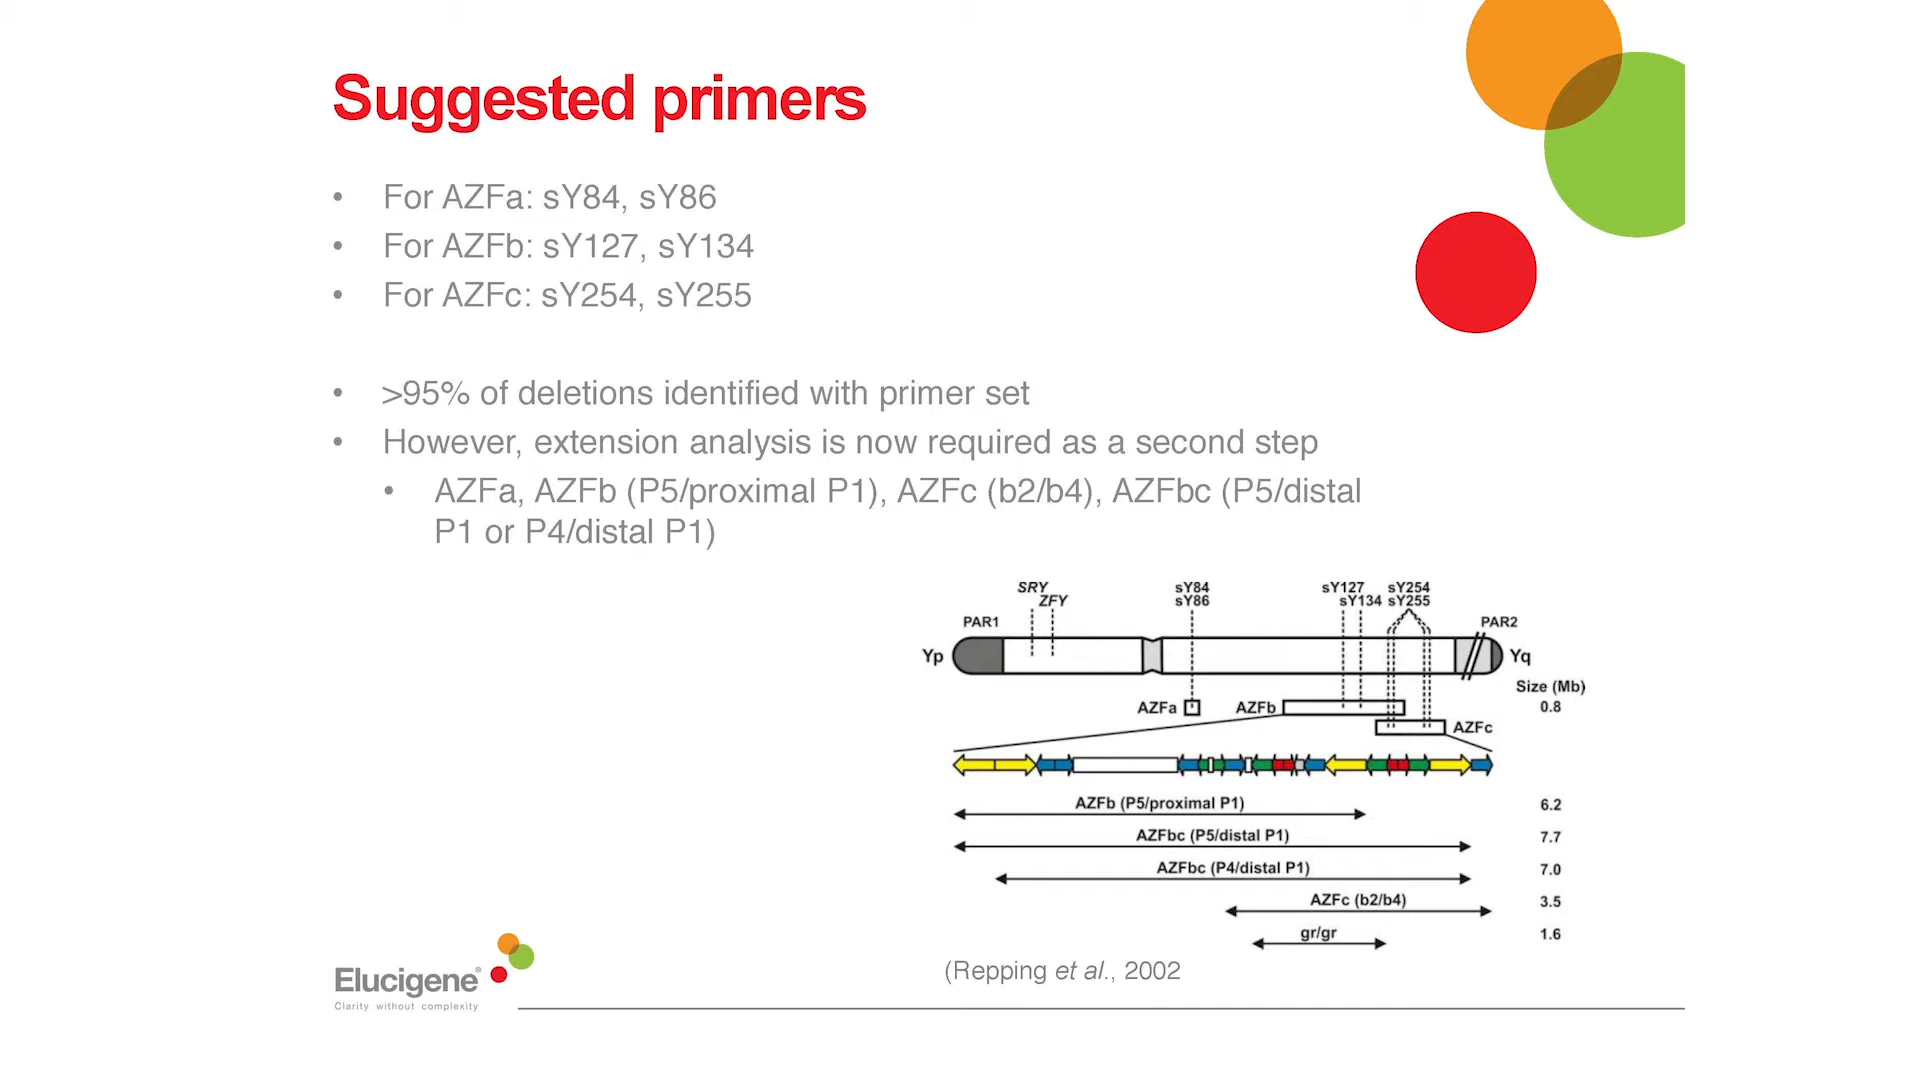 Suggested primers
• For AZFa: sY84, sY86
• For AZFb: sY127, sY134
• For AZFc: sY254, sY255
• >95% of deletions identified with primer set
• However, extension analysis is now required as a second step
• AZFa, AZFb (P5/proximal P1), AZFc (b2/b4), AZFbc (P5/distal
P1 or P4/distal P1)
SRY
ZFY
sY84
sY86
sY127
sY134
sY254
sY255
PAR1
PAR2
Yp
Yq
Size (Mb)
AZFa
AZFb
0.8
AZFc
AZFb (P5/proximal P1)
6.2
AZFbc (P5/distal P1)
7.7
AZFbc (P4/distal P1)
7.0
AZFc (b2/b4)
3.5
gr/gr
1.6
(Repping et al., 2002
Elucigene®
Clarity without complexity